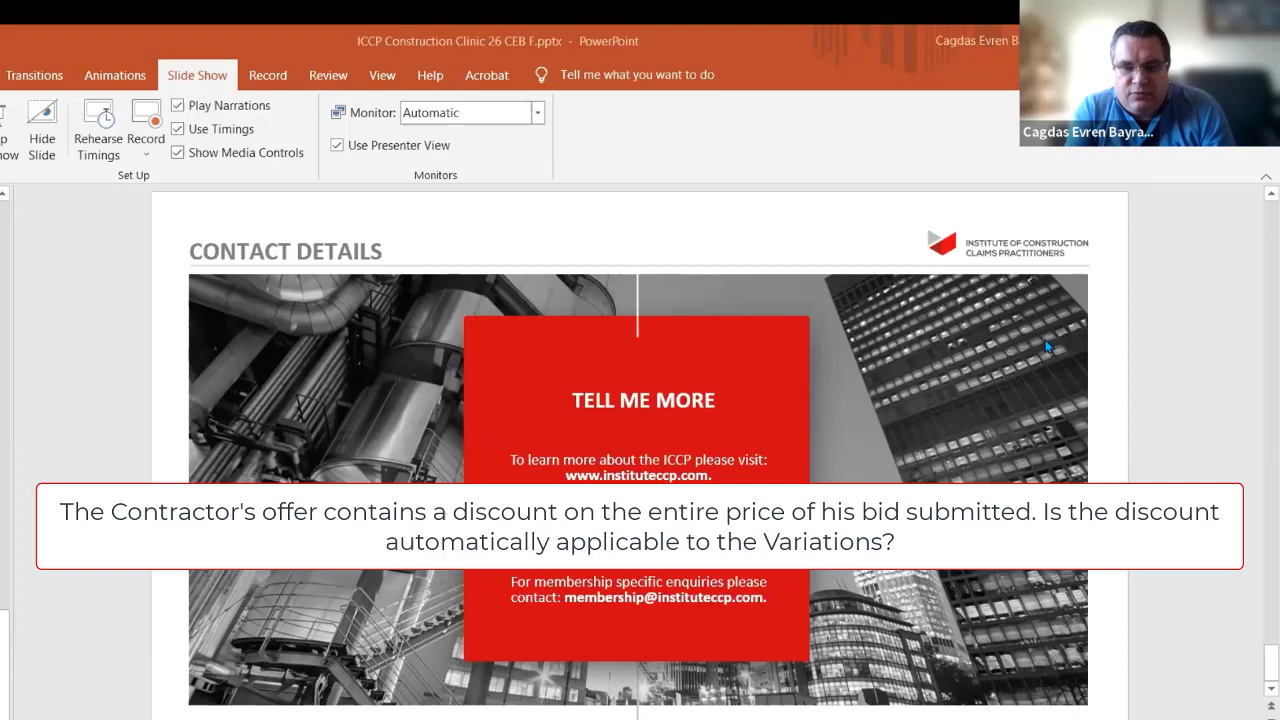 ICCP Construction Clinic 26 CEB F.pptx - PowerPoint
Cagdas Evren B
Transitions Animations Slide Show Record Review View Help Acrobat Tell me what you want to do
Hide Slide
Rehearse Timings
Record
Play Narrations
Use Timings
Show Media Controls
Set Up
Monitor: Automatic
Use Presenter View
Monitors
Cagdas Evren Bayra...
CONTACT DETAILS
INSTITUTE OF CONSTRUCTION
CLAIMS PRACTITIONERS
TELL ME MORE
To learn more about the ICCP please visit:
www.instituteccp.com.
The Contractor's offer contains a discount on the entire price of his bid submitted. Is the discount
automatically applicable to the Variations?
For membership specific enquiries please
contact: membership@instituteccp.com.